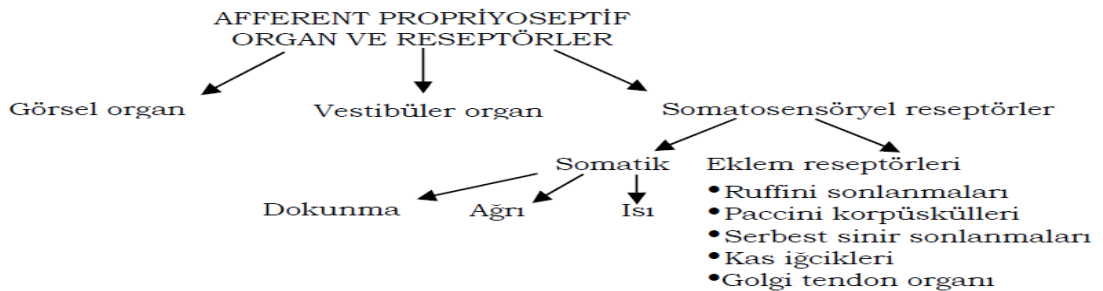 AFFERENT PROPRİYOSEPTİF
ORGAN VE RESEPTÖRLER
Görsel organ
Vestibüler organ
Somatosensöryel reseptörler
Somatik
Eklem reseptörleri
Dokunma
Ağrı
Isı
•Ruffini sonlanmaları
•Paccini korpüskülleri
•Serbest sinir sonlanmaları
•Kas iğcikleri
•Golgi tendon organı